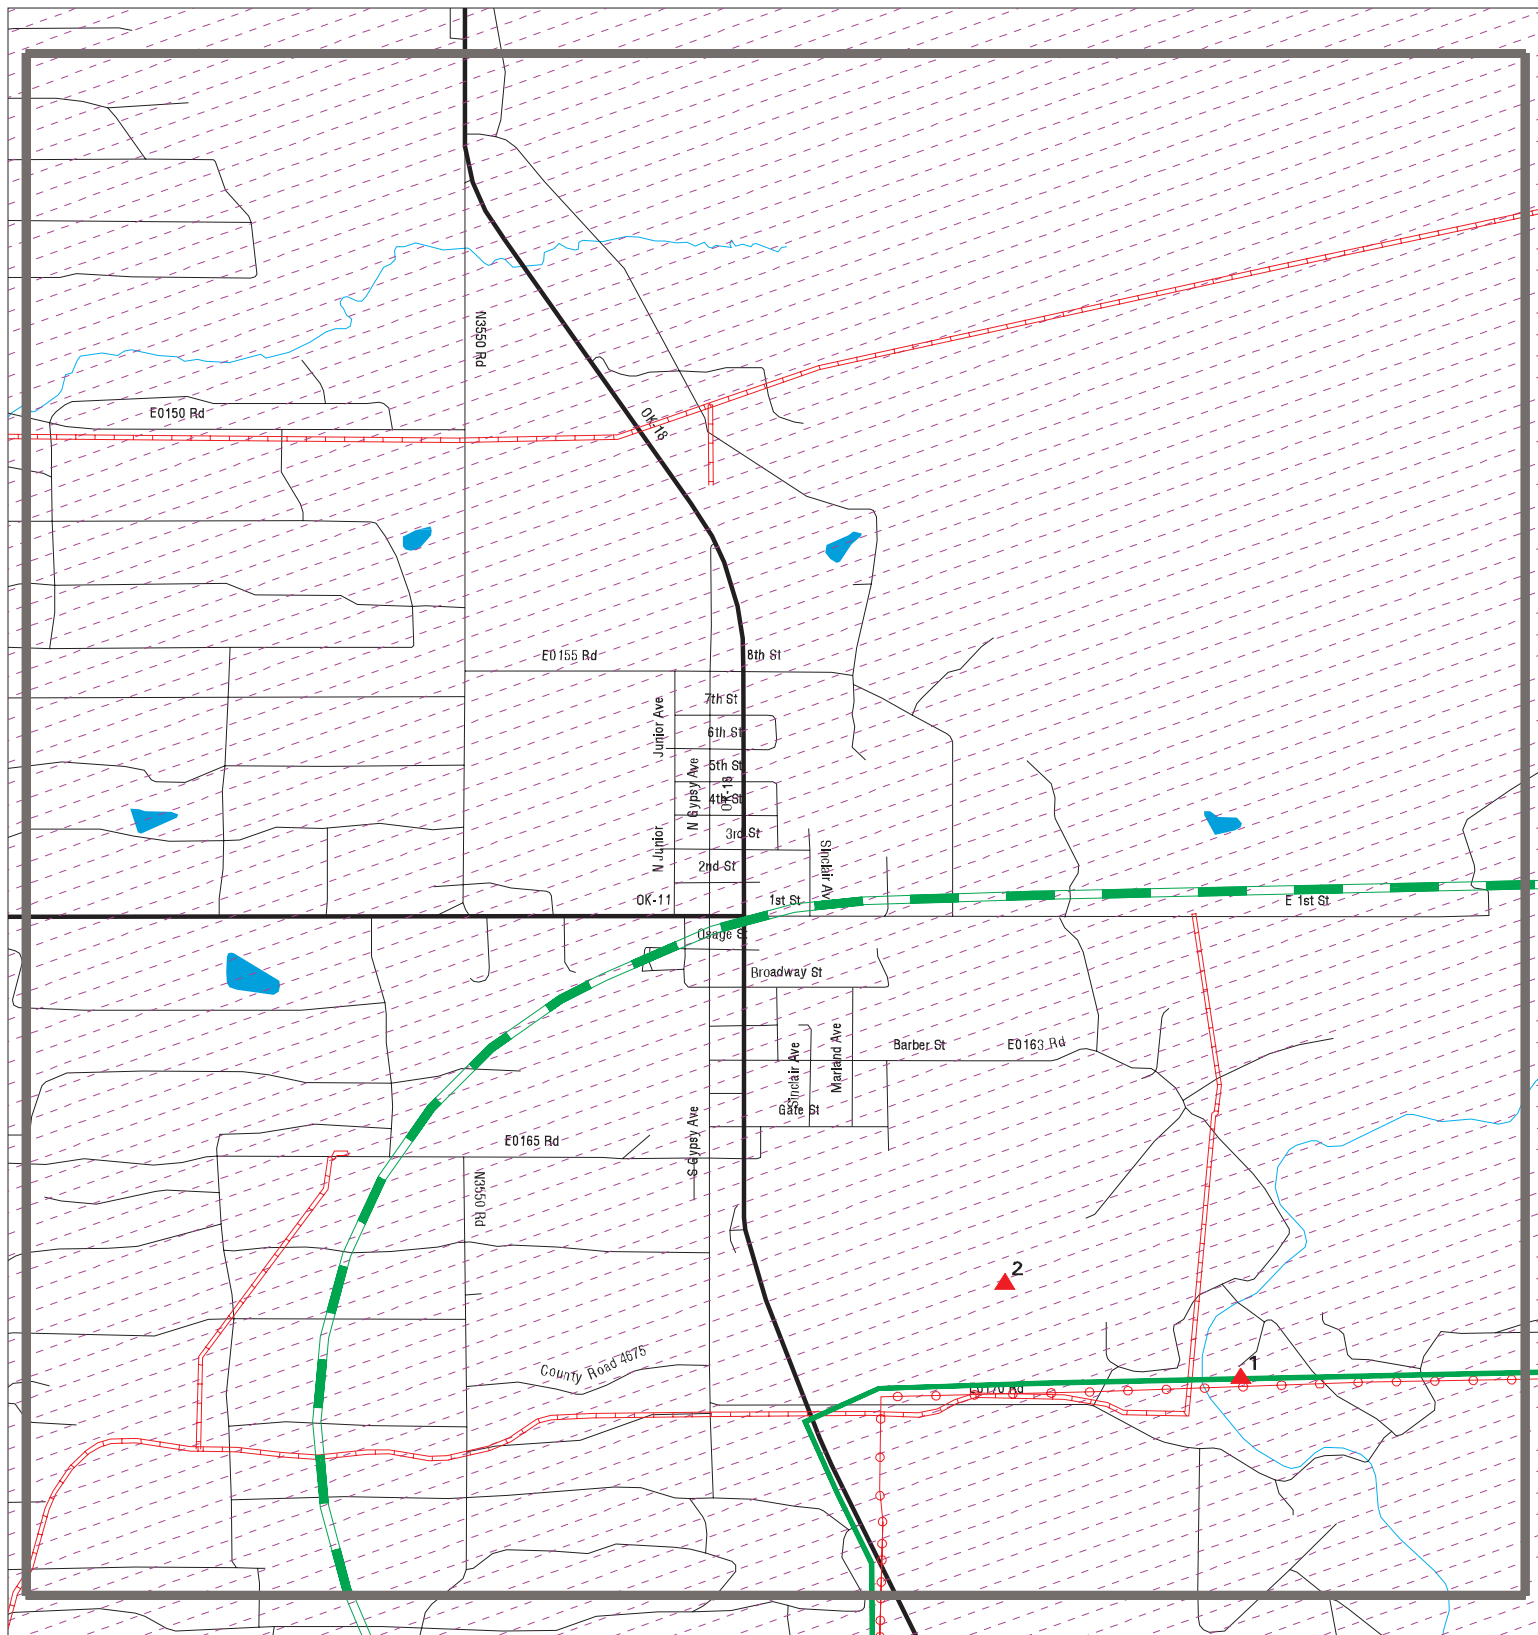 N3550 Rd
E0150 Rd
OK-18
E0155 Rd
8th St
7th St
Junior Ave
6th St
5th St
N Gypsy Ave
OK-18
4th St
3rd St
N Junior
2nd St
Sinclair Av
OK-11
1st St
E 1st St
Osage St
Broadway St
Barber St
E0163 Rd
Marland Ave
Sinclair Ave
Gate St
E0165 Rd
S Gypsy Ave
N3550 Rd
2
County Road 4675
1
E0170 Rd